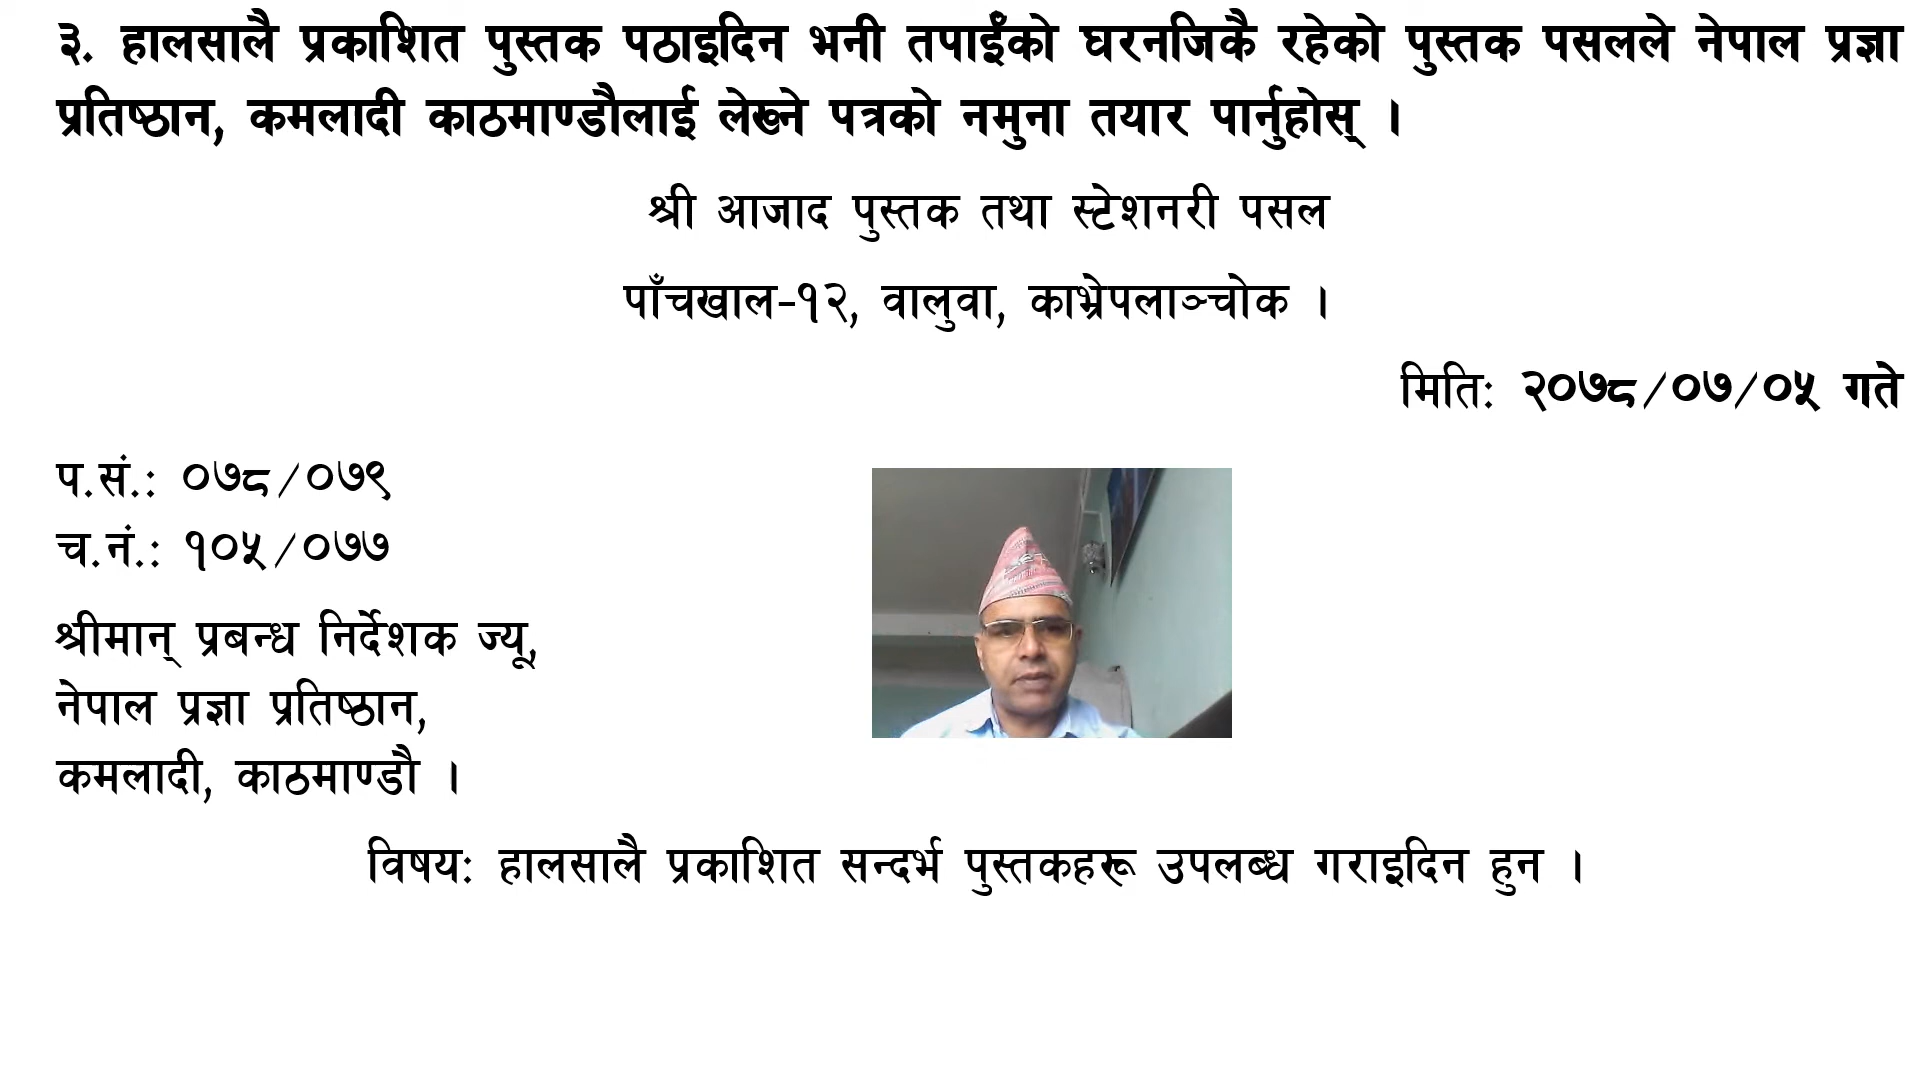 ३. हालसालै प्रकाशित पुस्तक पठाइदिन भनी तपाईँको घरनजिकै रहेको पुस्तक पसलले नेपाल प्रज्ञा
प्रतिष्ठान, कमलादी काठमाण्डौलाई लेख्ने पत्रको नमुना तयार पार्नुहोस् ।
श्री आजाद पुस्तक तथा स्टेशनरी पसल
पाँचखाल-१२, वालुवा, काभ्रेपलाञ्चोक ।
मितिः २०७८/०७/०५ गते
प.सं.: ०७८/०७९
च.नं.: १०५/०७७
श्रीमान् प्रबन्ध निर्देशक ज्यू,
नेपाल प्रज्ञा प्रतिष्ठान,
कमलादी, काठमाण्डौ ।
विषयः हालसालै प्रकाशित सन्दर्भ पुस्तकहरू उपलब्ध गराइदिन हुन ।